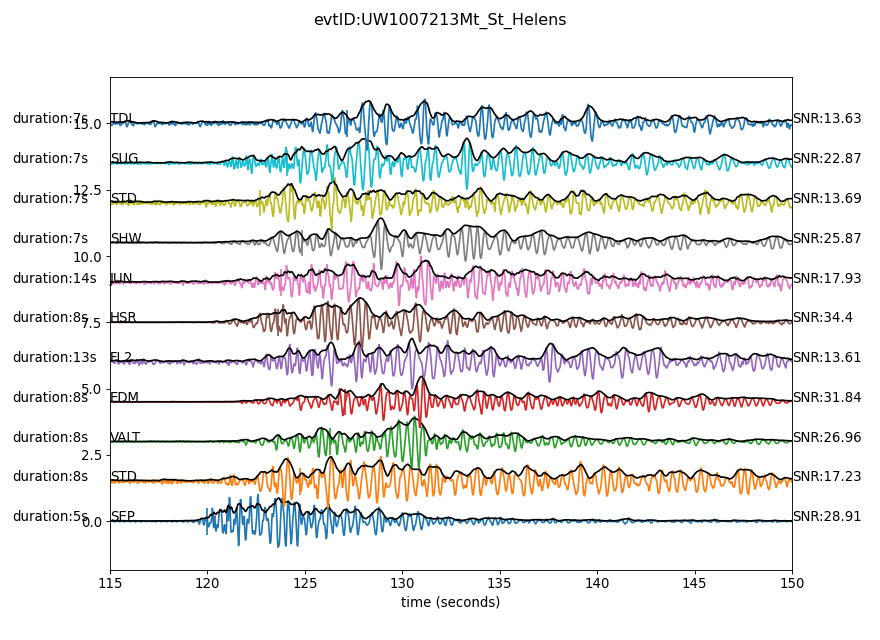 evtID:UW1007213Mt_St_Helens
duration:7s TDL SNR:13.63
15.0
duration:7s SUG SNR:22.87
12.5
duration:7s STD SNR:13.69
duration:7s SHW SNR:25.87
10.0
duration:14s JUN SNR:17.93
duration:8s HSR SNR:34.4
7.5
duration:13s FL2 SNR:13.61
5.0
duration:8s EDM SNR:31.84
duration:8s VALT SNR:26.96
2.5
duration:8s STD SNR:17.23
duration:5s SEP SNR:28.91
0.0
115 120 125 130 135 140 145 150
time (seconds)